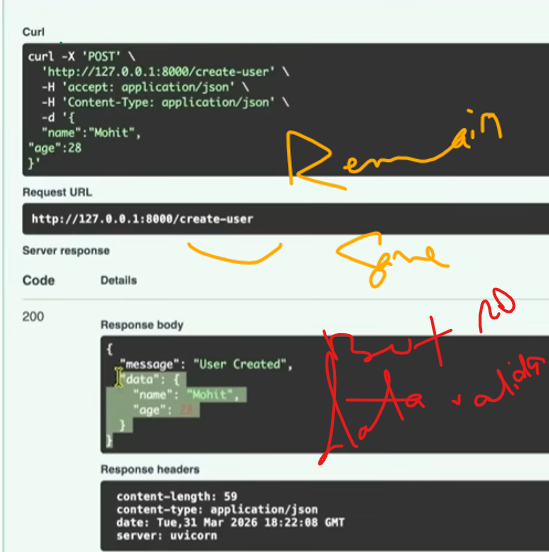 Curl
curl -X 'POST' \
'http://127.0.0.1:8000/create-user' \
-H 'accept: application/json' \
-H 'Content-Type: application/json' \
-d '{
"name":"Mohit",
"age":28
}'
Remain
Request URL
http://127.0.0.1:8000/create-user
Same
Server response
Code Details
200
Response body
{
"message": "User Created",
"data": {
"name": "Mohit",
"age": 28
}
}
But no
data
Response headers
content-length: 59
content-type: application/json
date: Tue,31 Mar 2026 18:22:08 GMT
server: uvicorn